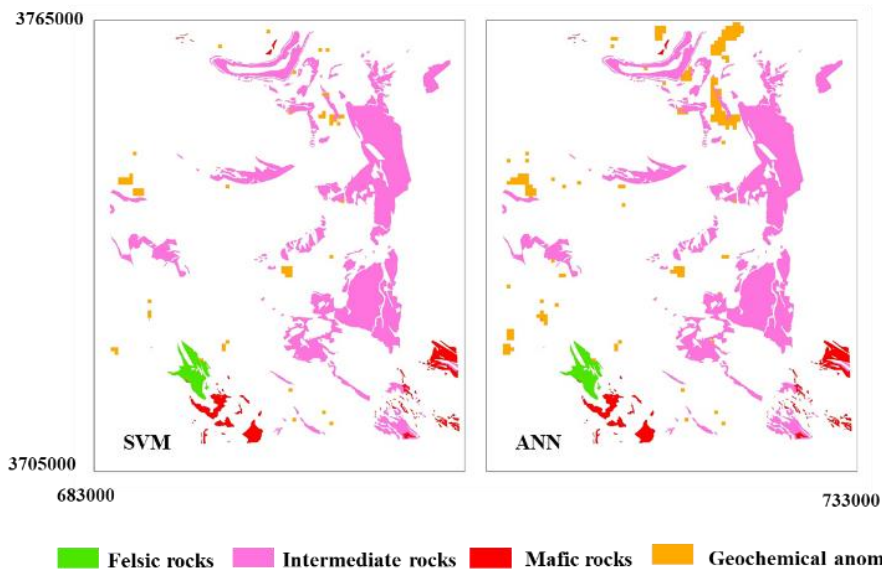 3765000
SVM
ANN
3705000
683000
733000
Felsic rocks
Intermediate rocks
Mafic rocks
Geochemical anom